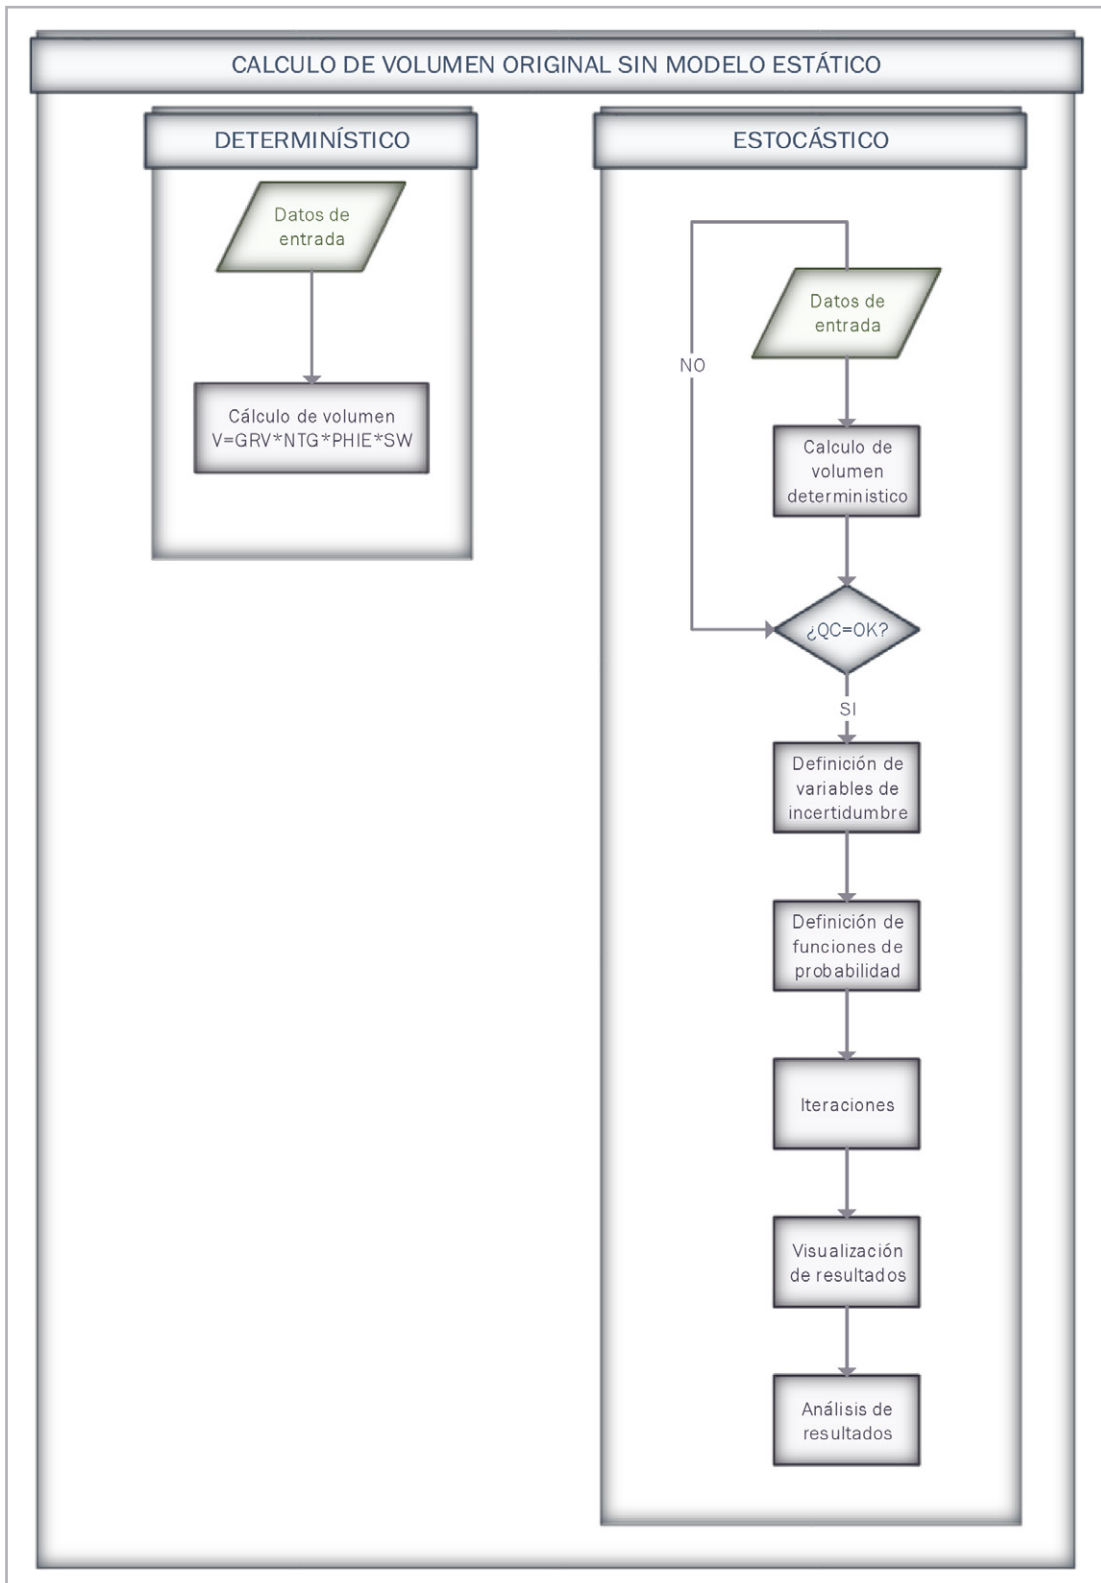 CALCULO DE VOLUMEN ORIGINAL SIN MODELO ESTÁTICO
DETERMINÍSTICO
Datos de
entrada
Cálculo de volumen
V=GRV*NTG*PHIE*SW
ESTOCÁSTICO
Datos de
entrada
NO
Calculo de
volumen
deterministico
¿QC=OK?
SI
Definición de
variables de
incertidumbre
Definición de
funciones de
probabilidad
Iteraciones
Visualización
de resultados
Análisis de
resultados